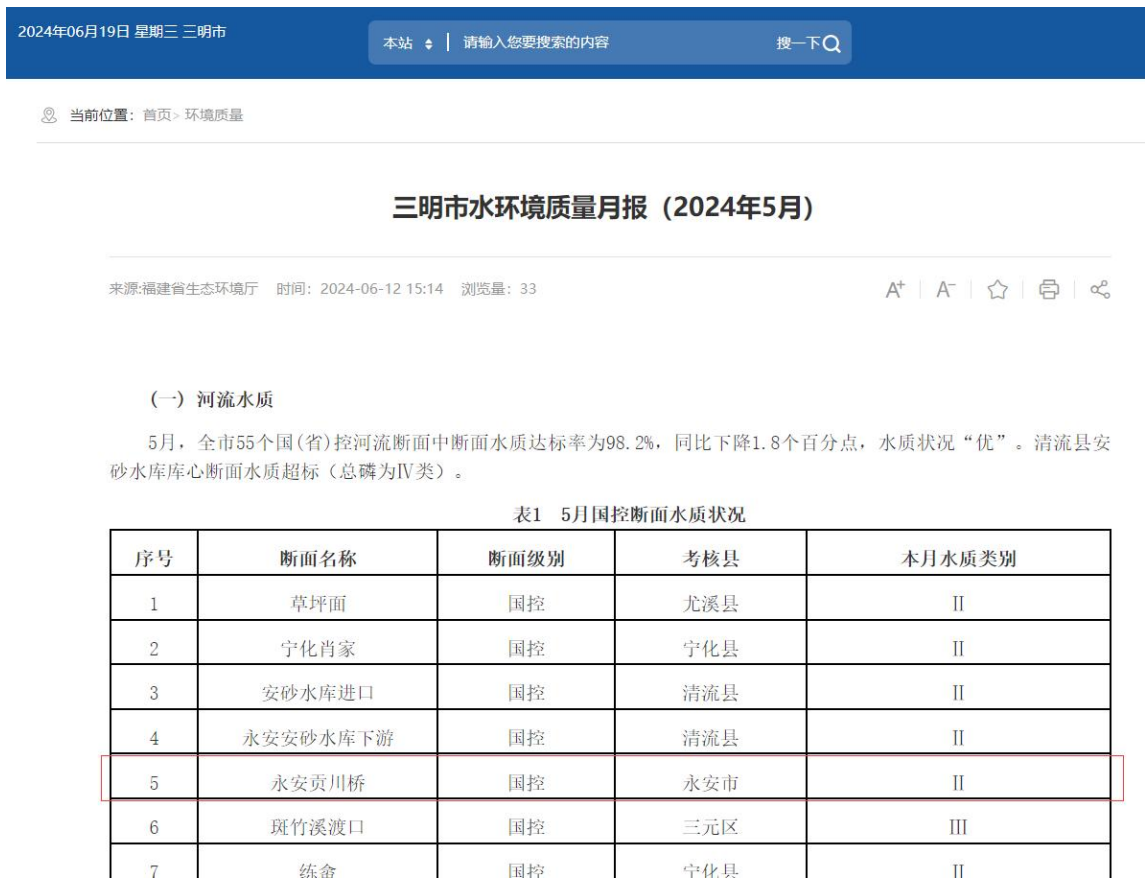 2024年06月19日 星期三 三明市
本站 请输入您要搜索的内容 搜一下
当前位置：首页> 环境质量
三明市水环境质量月报（2024年5月）
来源:福建省生态环境厅 时间：2024-06-12 15:14 浏览量：33
A+ A-
(一) 河流水质
5月，全市55个国(省)控河流断面中断面水质达标率为98.2%，同比下降1.8个百分点，水质状况“优”。清流县安
砂水库库心断面水质超标（总磷为Ⅳ类）。
表1 5月国控断面水质状况
序号 断面名称 断面级别 考核县 本月水质类别
1 草坪面 国控 尤溪县 II
2 宁化肖家 国控 宁化县 II
3 安砂水库进口 国控 清流县 II
4 永安安砂水库下游 国控 清流县 II
5 永安贡川桥 国控 永安市 II
6 斑竹溪渡口 国控 三元区 III
7 练畲 国控 宁化县 II